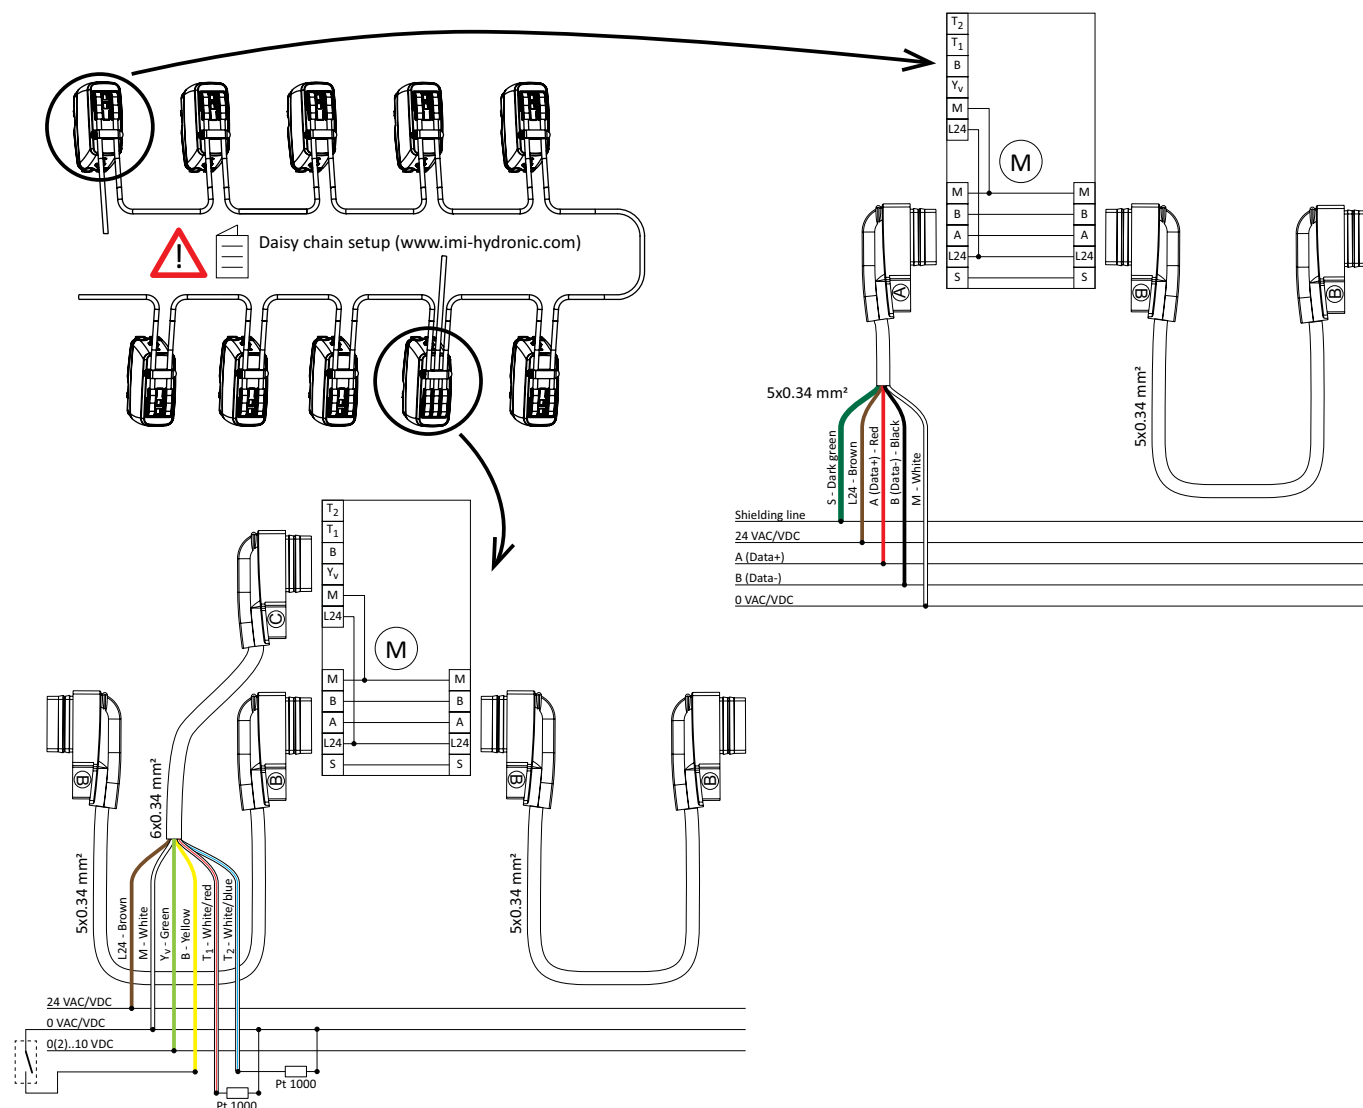 Daisy chain setup (www.imi-hydronic.com)
T2
T1
B
Yv
M
L24
M
M
B
A
L24
S
M
B
A
L24
S
A
B
B
5x0.34 mm²
5x0.34 mm²
S - Dark green
L24 - Brown
A (Data+) - Red
B (Data-) - Black
M - White
Shielding line
24 VAC/VDC
A (Data+)
B (Data-)
0 VAC/VDC
T2
T1
B
Yv
M
L24
M
M
B
A
L24
S
M
B
A
L24
S
C
B
B
B
B
6x0.34 mm²
5x0.34 mm²
5x0.34 mm²
L24 - Brown
M - White
Yv - Green
B - Yellow
T1 - White/red
T2 - White/blue
24 VAC/VDC
0 VAC/VDC
0(2)..10 VDC
Pt 1000
Pt 1000